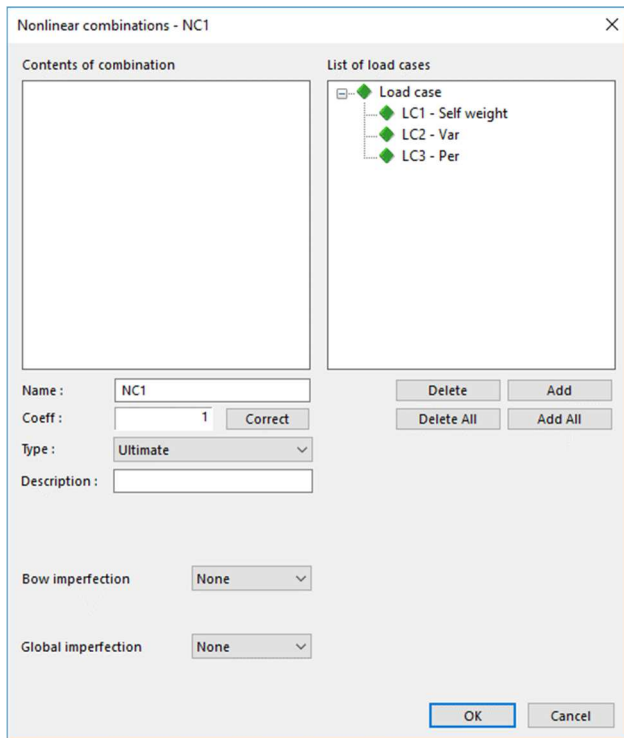 Nonlinear combinations - NC1
Contents of combination
List of load cases
Load case
LC1 - Self weight
LC2 - Var
LC3 - Per
Name : NC1
Delete Add
Coeff : 1 Correct
Delete All Add All
Type : Ultimate
Description :
Bow imperfection None
Global imperfection None
OK Cancel